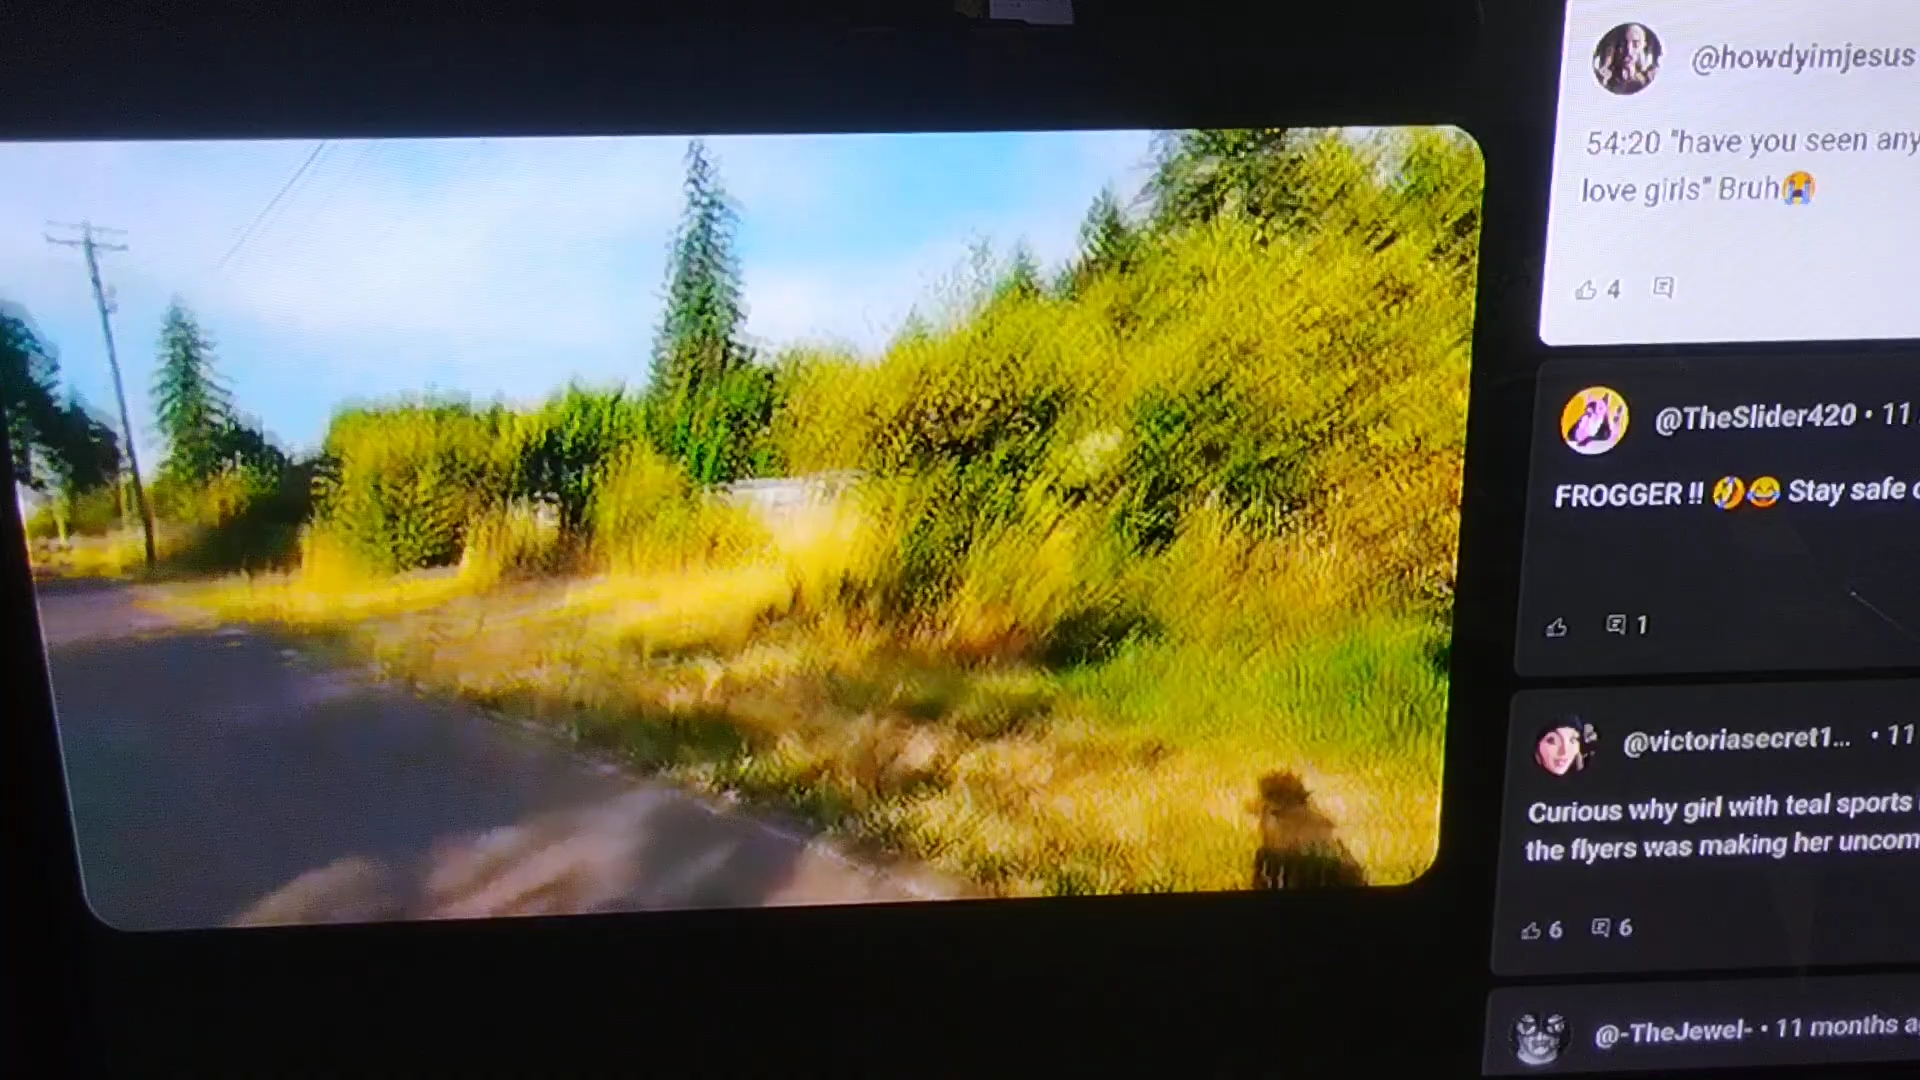 @howdyimjesus
54:20 "have you seen any
love girls" Bruh😭
4
@TheSlider420 • 11
FROGGER !! 🤣😂 Stay safe
1
@victoriasecret1... • 11
Curious why girl with teal sports
the flyers was making her uncom
6 6
@-TheJewel- • 11 months a